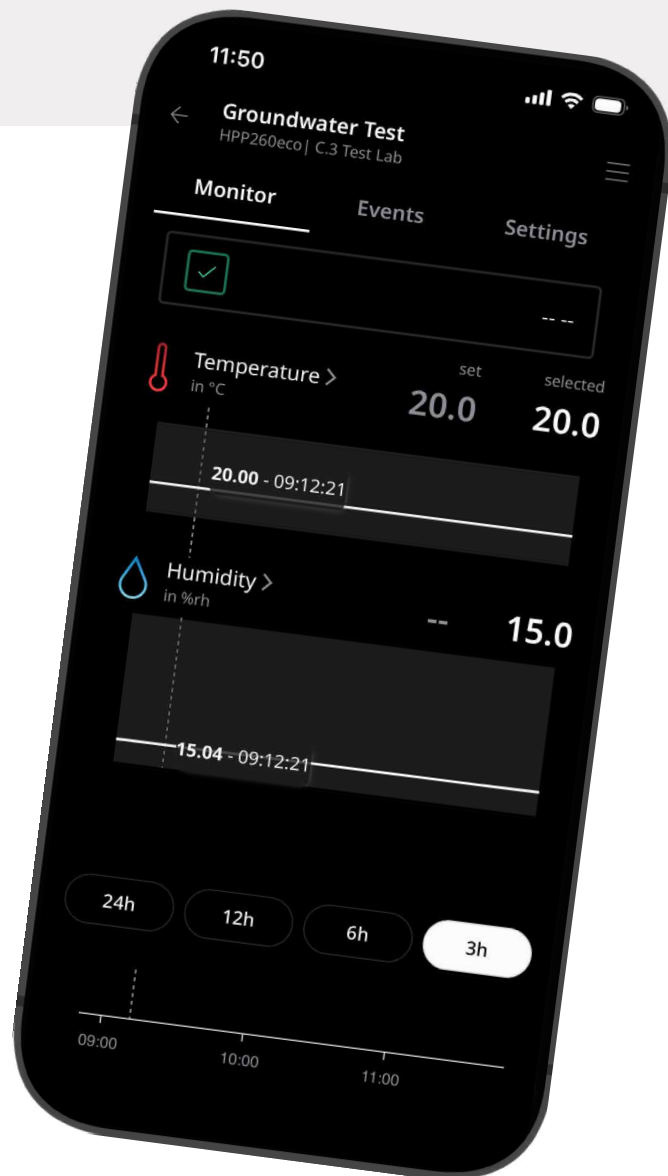 11:50
Groundwater Test
HPP260eco| C.3 Test Lab
Monitor Events Settings
-- --
Temperature
in °C
set selected
20.0 20.0
20.00 - 09:12:21
Humidity
in %rh
-- 15.0
15.04 - 09:12:21
24h 12h 6h 3h
09:00 10:00 11:00